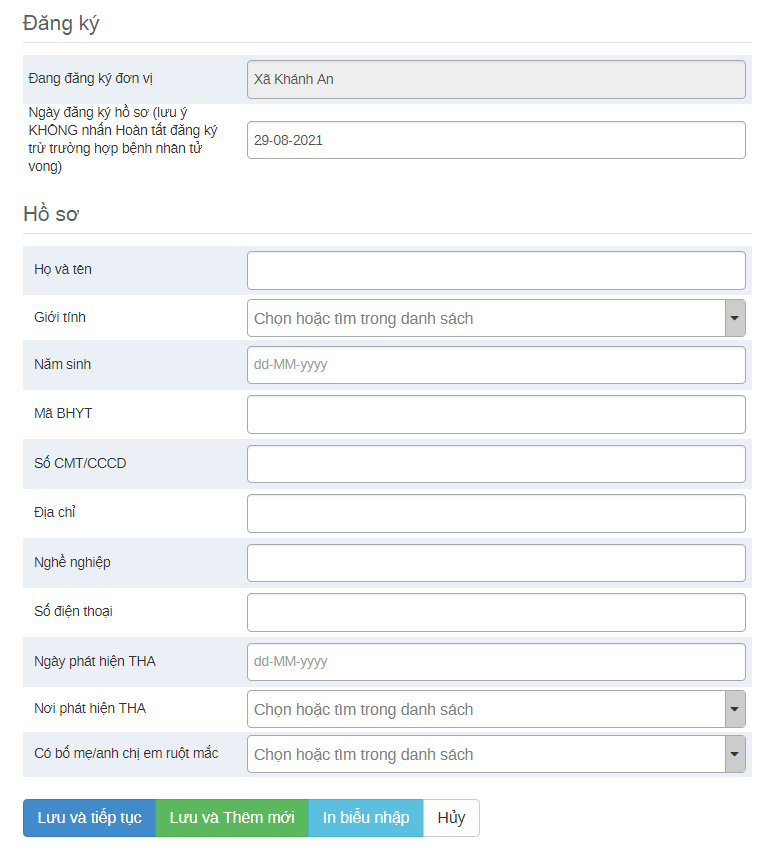 Đăng ký
Đang đăng ký đơn vị
Xã Khánh An
Ngày đăng ký hồ sơ (lưu ý
KHÔNG nhấn Hoàn tất đăng ký
trừ trường hợp bệnh nhân tử
vong)
29-08-2021
Hồ sơ
Họ và tên
Giới tính
Chọn hoặc tìm trong danh sách
Năm sinh
dd-MM-yyyy
Mã BHYT
Số CMT/CCCD
Địa chỉ
Nghề nghiệp
Số điện thoại
Ngày phát hiện THA
dd-MM-yyyy
Nơi phát hiện THA
Chọn hoặc tìm trong danh sách
Có bố mẹ/anh chị em ruột mắc
Chọn hoặc tìm trong danh sách
Lưu và tiếp tục
Lưu và Thêm mới
In biểu nhập
Hủy